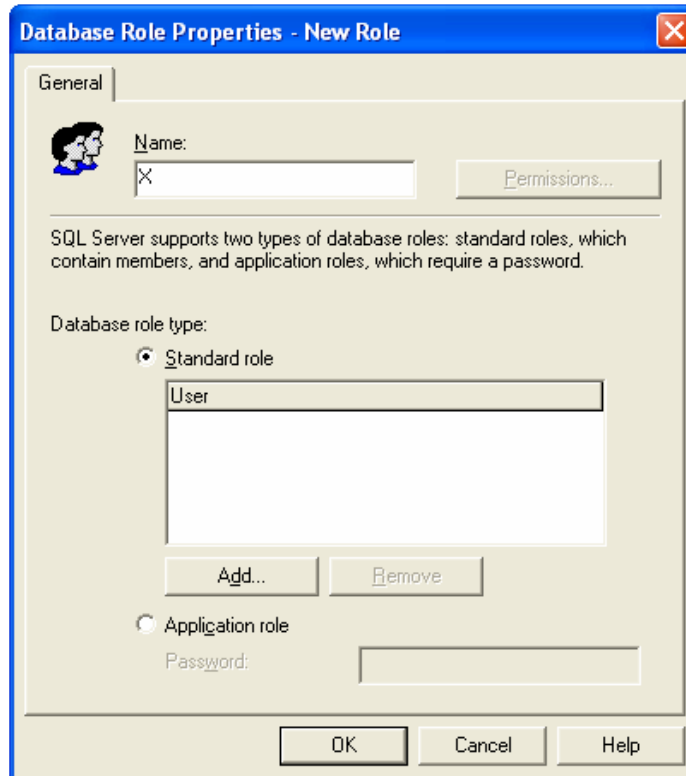 Database Role Properties - New Role
General
Name:
X
Permissions...
SQL Server supports two types of database roles: standard roles, which
contain members, and application roles, which require a password.
Database role type:
Standard role
User
Add...
Remove
Application role
Password:
OK
Cancel
Help